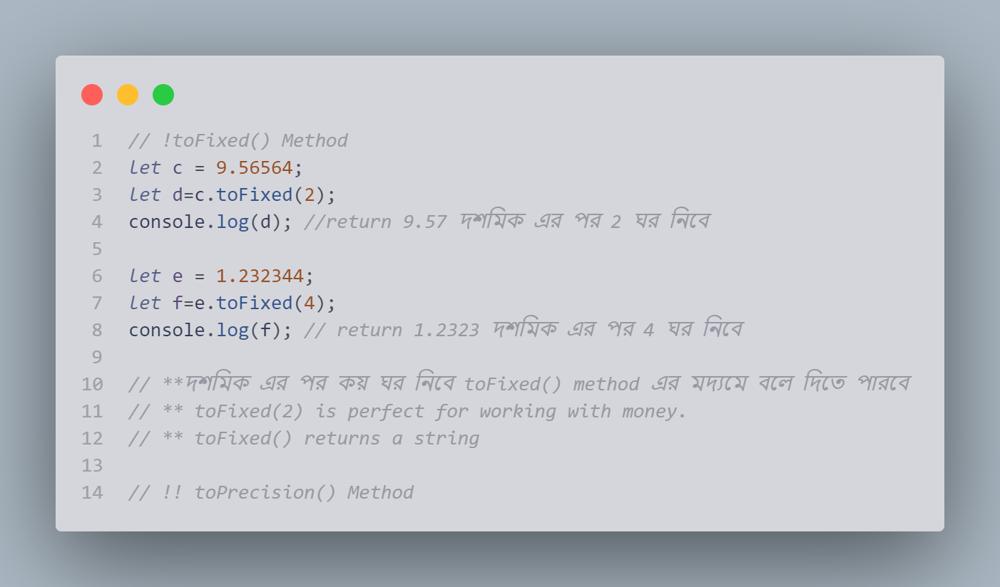 1 // !toFixed() Method
2 let c = 9.56564;
3 let d=c.toFixed(2);
4 console.log(d); //return 9.57 দশমিক এর পর 2 ঘর নিবে
5
6 let e = 1.232344;
7 let f=e.toFixed(4);
8 console.log(f); // return 1.2323 দশমিক এর পর 4 ঘর নিবে
9
10 // **দশমিক এর পর কয় ঘর নিবে toFixed() method এর মদ্যমে বলে দিতে পারবে
11 // ** toFixed(2) is perfect for working with money.
12 // ** toFixed() returns a string
13
14 // !! toPrecision() Method